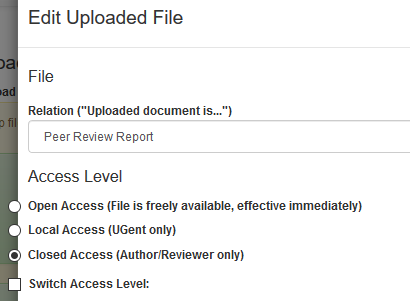 Edit Uploaded File
File
Relation ("Uploaded document is...")
Peer Review Report
Access Level
Open Access (File is freely available, effective immediately)
Local Access (UGent only)
Closed Access (Author/Reviewer only)
Switch Access Level: